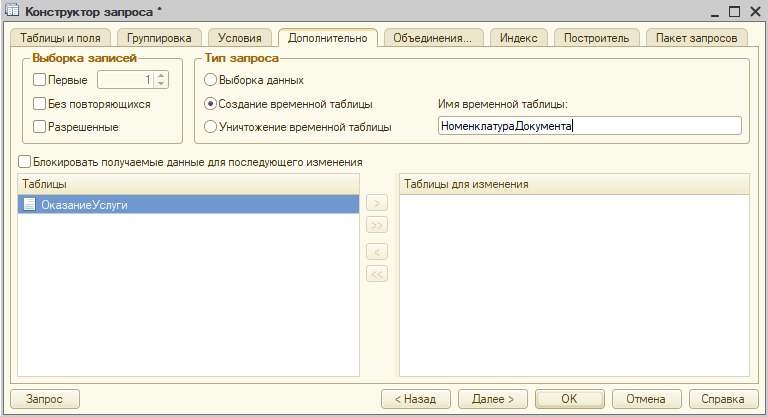 Конструктор запроса *
Таблицы и поля Группировка Условия Дополнительно Объединения... Индекс Построитель Пакет запросов
Выборка записей Тип запроса
Первые 1 Выборка данных
Без повторяющихся Создание временной таблицы Имя временной таблицы:
Разрешенные Уничтожение временной таблицы НоменклатураДокумента
Блокировать получаемые данные для последующего изменения
Таблицы Таблицы для изменения
ОказаниеУслуги
>
>>
<
<<
Запрос < Назад Далее > OK Отмена Справка